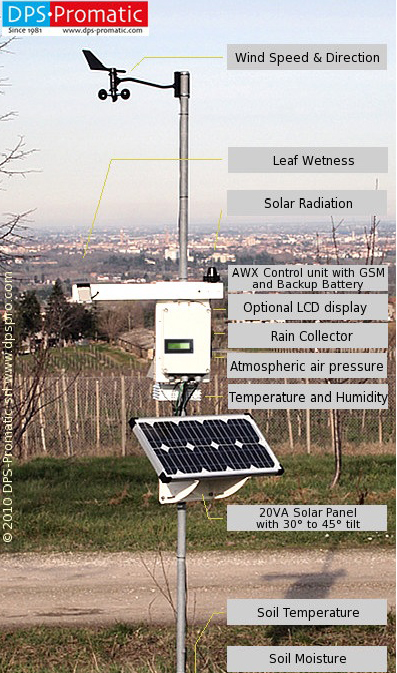 DPS-Promatic
Since 1981 www.dps-promatic.com
Wind Speed & Direction
Leaf Wetness
Solar Radiation
AWX Control unit with GSM
and Backup Battery
Optional LCD display
Rain Collector
Atmospheric air pressure
Temperature and Humidity
20VA Solar Panel
with 30° to 45° tilt
Soil Temperature
Soil Moisture
© 2010 DPS-Promatic srl www.dpspro.com